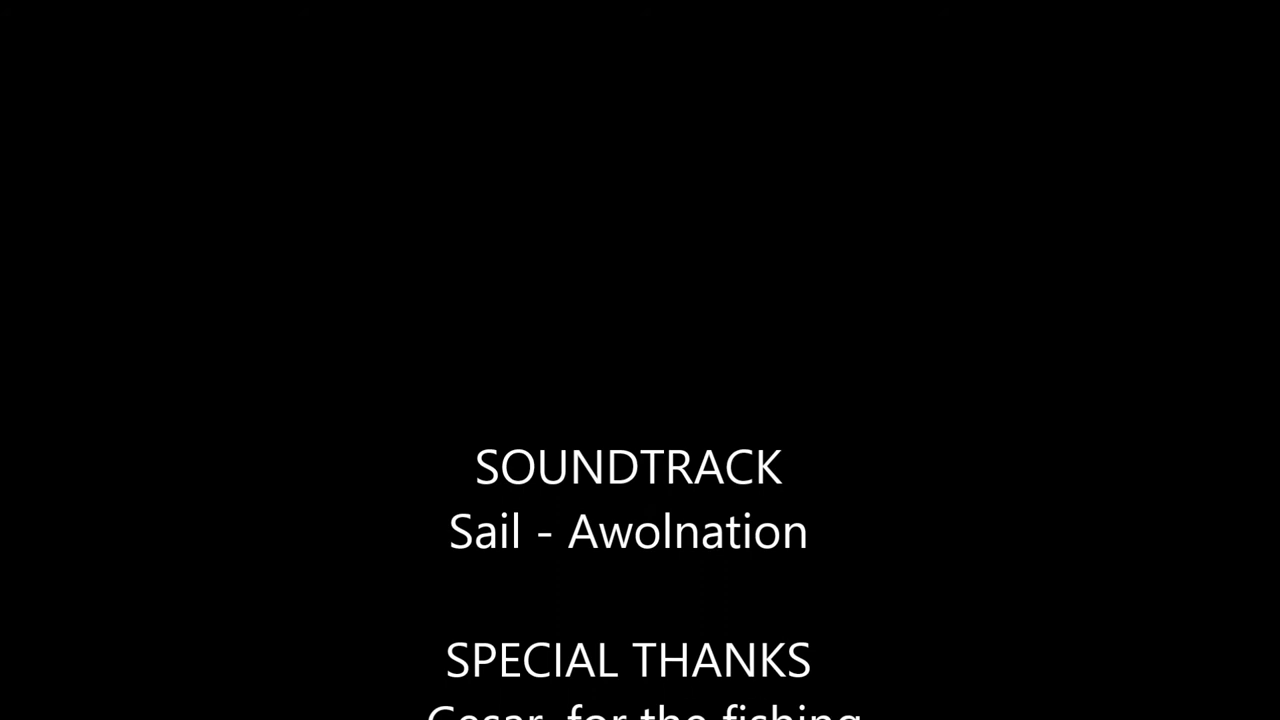 SOUNDTRACK
Sail - Awolnation
SPECIAL THANKS
Cesar, for the fishing